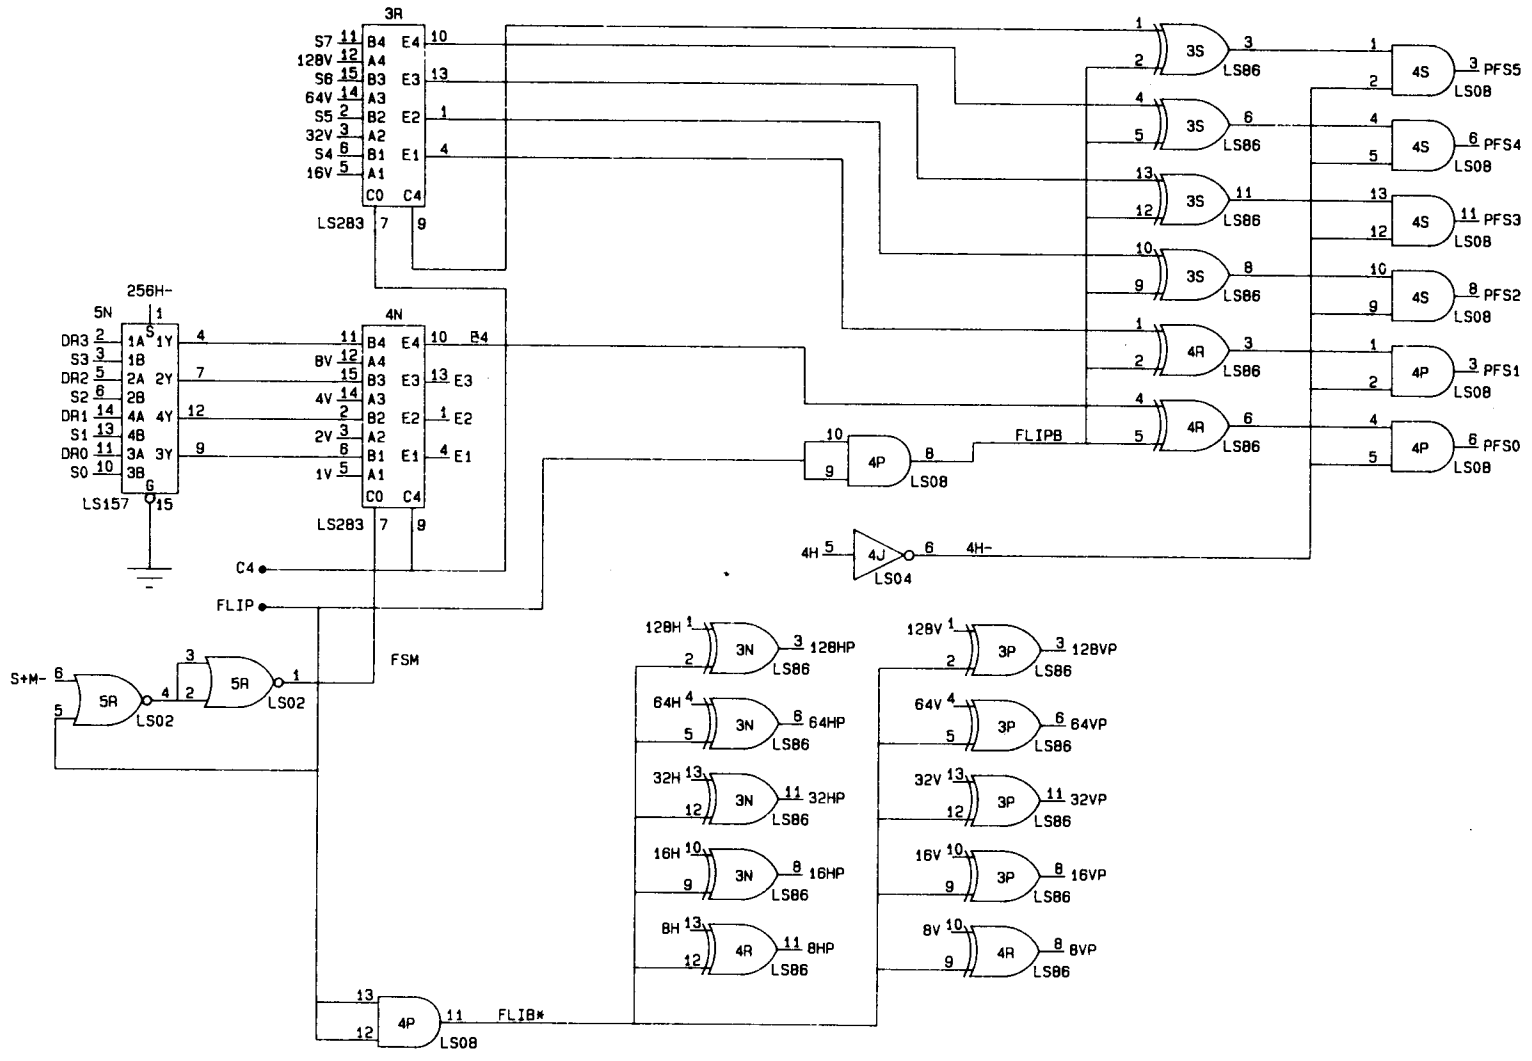 3R
S7 11 B4 E4 10
128V 12 A4
S6 15 B3 E3 13
64V 14 A3
S5 2 B2 E2 1
32V 3 A2
S4 6 B1 E1 4
16V 5 A1
C0 C4
LS283 7 9
1 2 3S 3 LS86
4 5 3S 6 LS86
13 12 3S 11 LS86
10 9 3S 8 LS86
1 2 4R 3 LS86
4 5 4R 6 LS86
1 2 4S 3 PFS5 LS08
4 5 4S 6 PFS4 LS08
13 12 4S 11 PFS3 LS08
10 9 4S 8 PFS2 LS08
1 2 4P 3 PFS1 LS08
4 5 4P 6 PFS0 LS08
256H-
5N 1
S
DR3 2 1A 1Y 4
S3 3 1B
DR2 5 2A 2Y 7
S2 6 2B
DR1 14 4A 4Y 12
S1 13 4B
DR0 11 3A 3Y 9
S0 10 3B
G
LS157 15
4N
11 B4 E4 10 E4
8V 12 A4
15 B3 E3 13 E3
4V 14 A3
2 B2 E2 1 E2
2V 3 A2
6 B1 E1 4 E1
1V 5 A1
C0 C4
LS283 7 9
10 9 4P 8 LS08
FLIPB
4H 5 4J 6 4H-
LS04
C4
FLIP
FSM
S+M- 6 5 5R 4 LS02
3 2 5R 1 LS02
128H 1 2 3N 3 128HP LS86
64H 4 5 3N 6 64HP LS86
32H 13 12 3N 11 32HP LS86
16H 10 9 3N 8 16HP LS86
8H 13 12 4R 11 8HP LS86
128V 1 2 3P 3 128VP LS86
64V 4 5 3P 6 64VP LS86
32V 13 12 3P 11 32VP LS86
16V 10 9 3P 8 16VP LS86
8V 10 9 4R 8 8VP LS86
13 12 4P 11 LS08
FLIB*